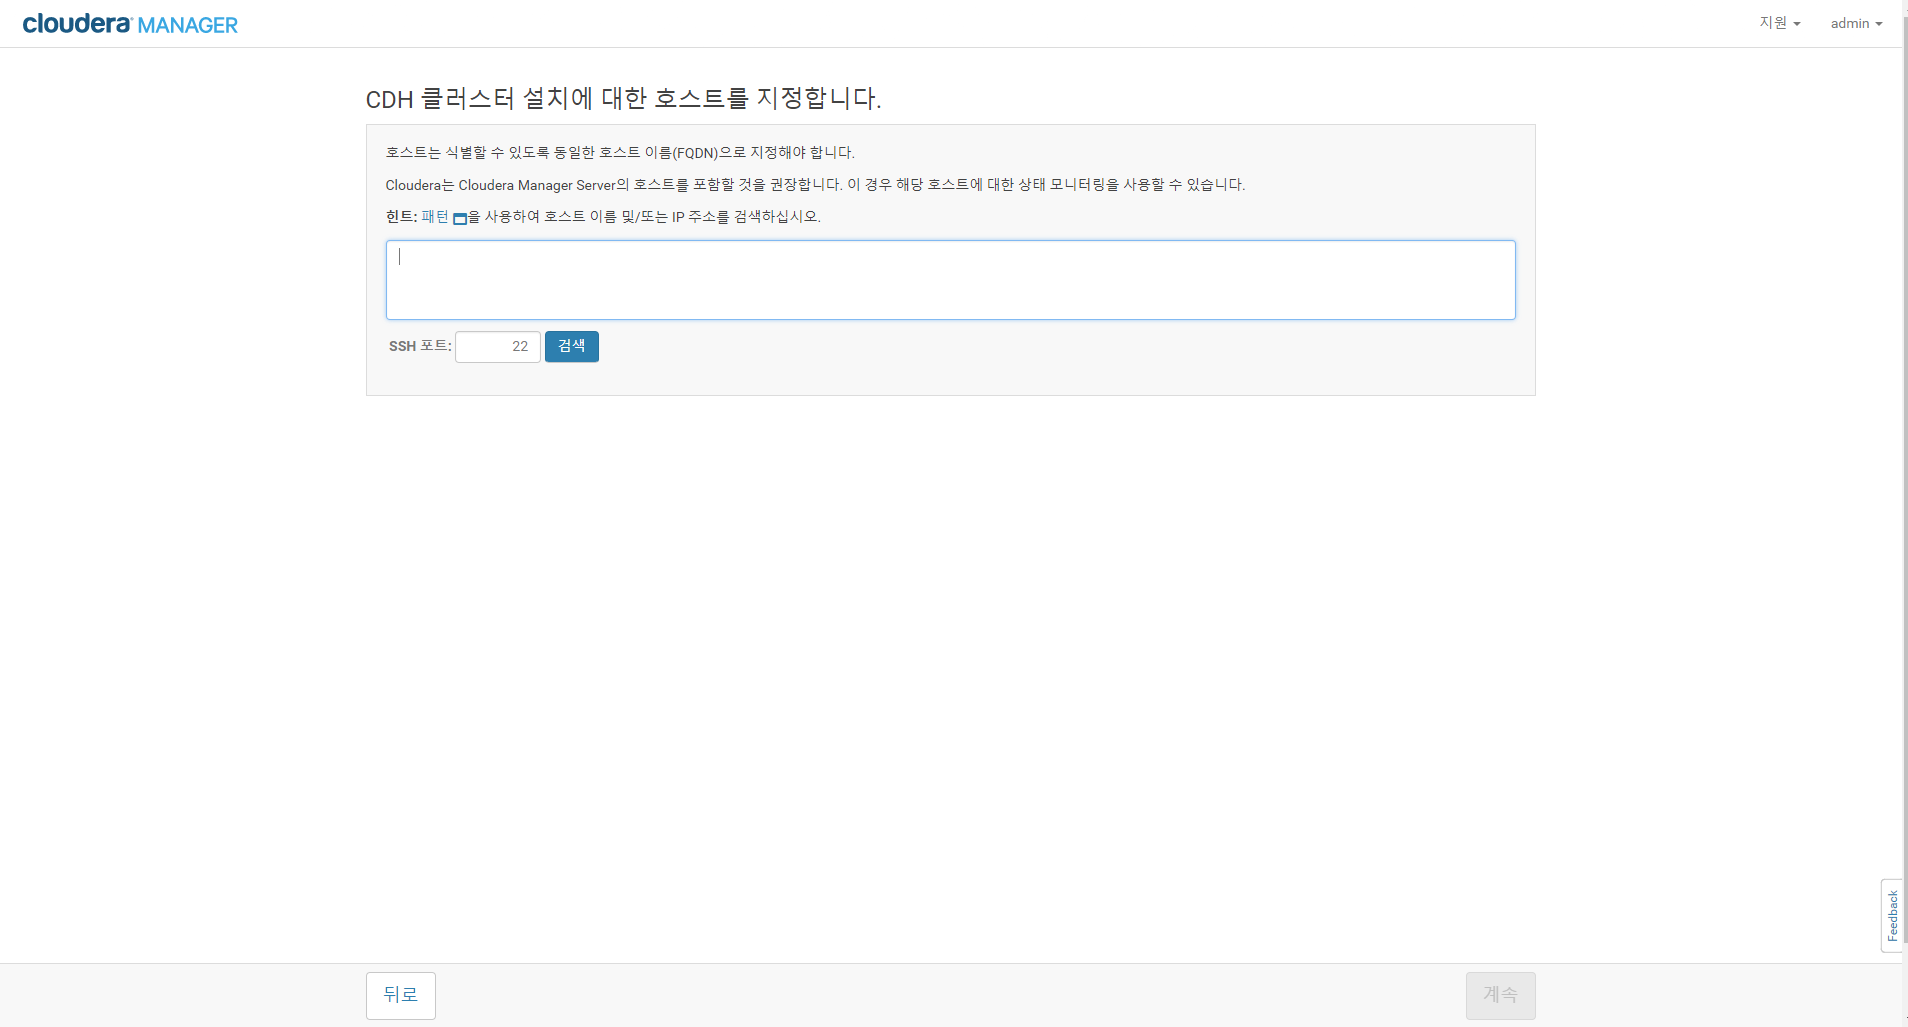 cloudera MANAGER
지원
admin
CDH 클러스터 설치에 대한 호스트를 지정합니다.
호스트는 식별할 수 있도록 동일한 호스트 이름(FQDN)으로 지정해야 합니다.
Cloudera는 Cloudera Manager Server의 호스트를 포함할 것을 권장합니다. 이 경우 해당 호스트에 대한 상태 모니터링을 사용할 수 있습니다.
힌트: 패턴 을 사용하여 호스트 이름 및/또는 IP 주소를 검색하십시오.
SSH 포트: 22 검색
Feedback
뒤로
계속